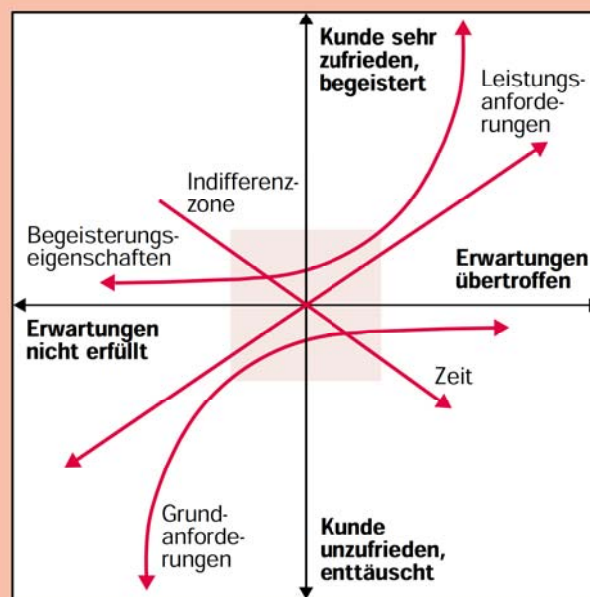 Kunde sehr
zufrieden,
begeistert
Leistungs-
anforde-
rungen
Indifferenz-
zone
Begeisterungs-
eigenschaften
Erwartungen
übertroffen
Erwartungen
nicht erfüllt
Zeit
Grund-
anforde-
rungen
Kunde
unzufrieden,
enttäuscht